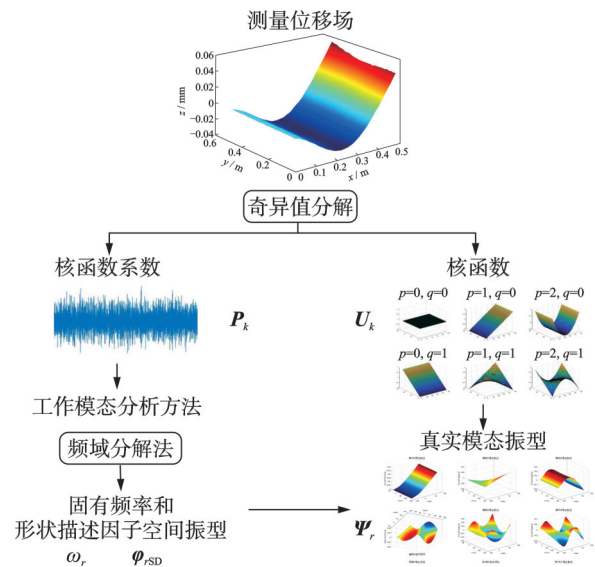 测量位移场
0.06
0.04
0.02
0
−0.02
−0.04
z / mm
0.6
0.4
0.2
0
y / m
0 0.1 0.2 0.3 0.4 0.5
x / m
奇异值分解
核函数系数
核函数
P_k
U_k
p=0, q=0 p=1, q=0 p=2, q=0
p=0, q=1 p=1, q=1 p=2, q=1
工作模态分析方法
真实模态振型
频域分解法
固有频率和
形状描述因子空间振型
ω_r φ_rSD
Ψ_r